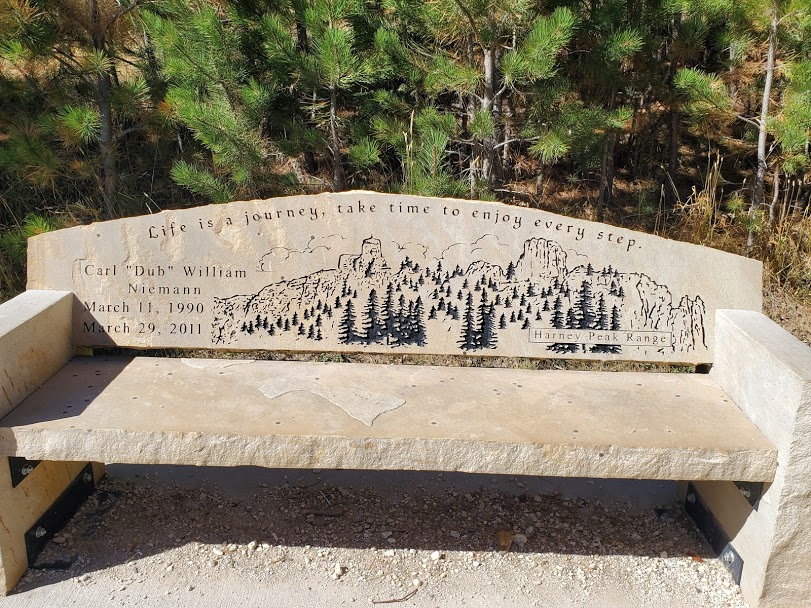 Life is a journey, take time to enjoy every step.
Carl "Dub" William
Niemann
March 11, 1990
March 29, 2011
Harney Peak Range